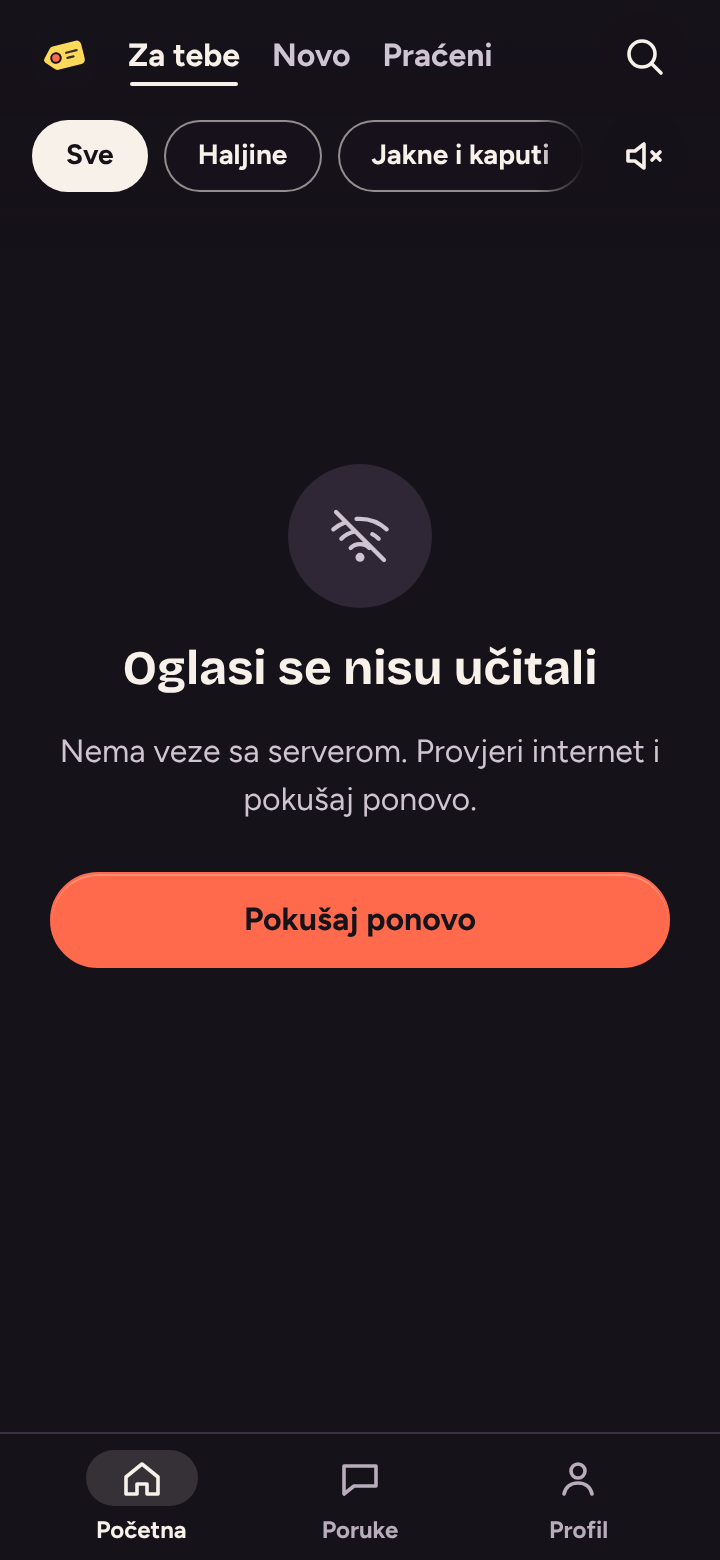 Za tebe Novo Praćeni
Sve Haljine Jakne i kaputi
Oglasi se nisu učitali
Nema veze sa serverom. Provjeri internet i
pokušaj ponovo.
Pokušaj ponovo
Početna Poruke Profil